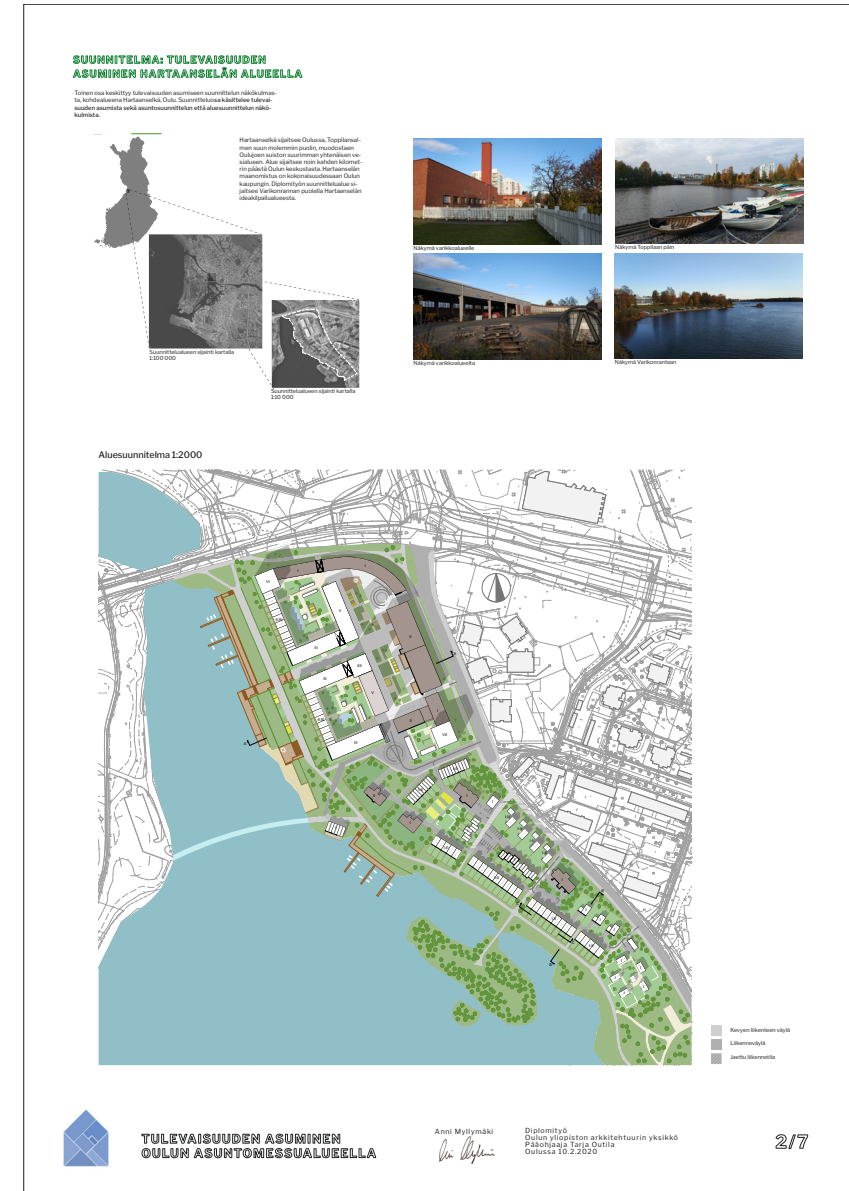 SUUNNITELMA: TULEVAISUUDEN
ASUMINEN HARTAANSELÄN ALUEELLA
Toinen osa keskittyy tulevaisuuden asumiseen suunnittelun näkökulmas-
ta, kohdealueena Hartaanselkä, Oulu. Suunnitteluosa käsittelee tulevai-
suuden asumista sekä asuntosuunnittelun että aluesuunnittelun näkö-
kulmista.
Hartaanselkä sijaitsee Oulussa, Toppilansal-
men suun molemmin puolin, muodostaen
Oulujoen suiston suurimman yhtenäisen ve-
sialueen. Alue sijaitsee noin kahden kilomet-
rin päästä Oulun keskustasta. Hartaanselän
maanomistus on kokonaisuudessaan Oulun
kaupungin. Diplomityön suunnittelualue si-
jaitsee Varikonrannan puolella Hartaanselän
ideakilpailualueesta.
Suunnittelualueen sijainti kartalla
1:100 000
Suunnittelualueen sijainti kartalla
1:10 000
Näkymä varikkoalueelle
Näkymä Toppilaan päin
Näkymä varikkoalueelta
Näkymä Varikonrantaan
Aluesuunnitelma 1:2000
Kevyen liikenteen väylä
Liikenneväylä
Jaettu liikennetila
TULEVAISUUDEN ASUMINEN
OULUN ASUNTOMESSUALUEELLA
Anni Myllymäki
Diplomityö
Oulun yliopiston arkkitehtuurin yksikkö
Pääohjaaja Tarja Outila
Oulussa 10.2.2020
2/7